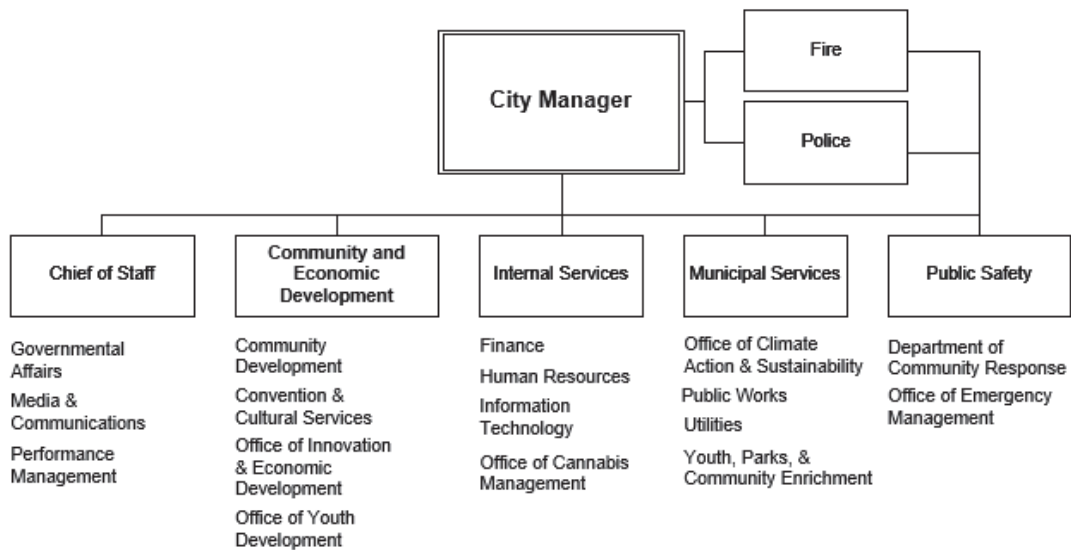 City Manager
Fire
Police
Chief of Staff
Governmental
Affairs
Media &
Communications
Performance
Management
Community and
Economic
Development
Community
Development
Convention &
Cultural Services
Office of Innovation
& Economic
Development
Office of Youth
Development
Internal Services
Finance
Human Resources
Information
Technology
Office of Cannabis
Management
Municipal Services
Office of Climate
Action & Sustainability
Public Works
Utilities
Youth, Parks, &
Community Enrichment
Public Safety
Department of
Community Response
Office of Emergency
Management